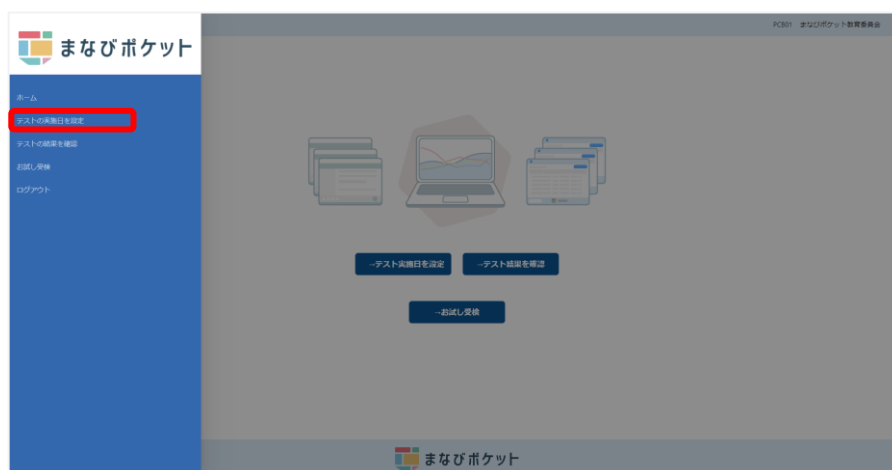 まなびポケット
PCB01 まなびポケット教育委員会
ホーム
テストの実施日を設定
テストの結果を確認
お試し受検
ログアウト
→テスト実施日を設定 →テスト結果を確認
→お試し受検
まなびポケット